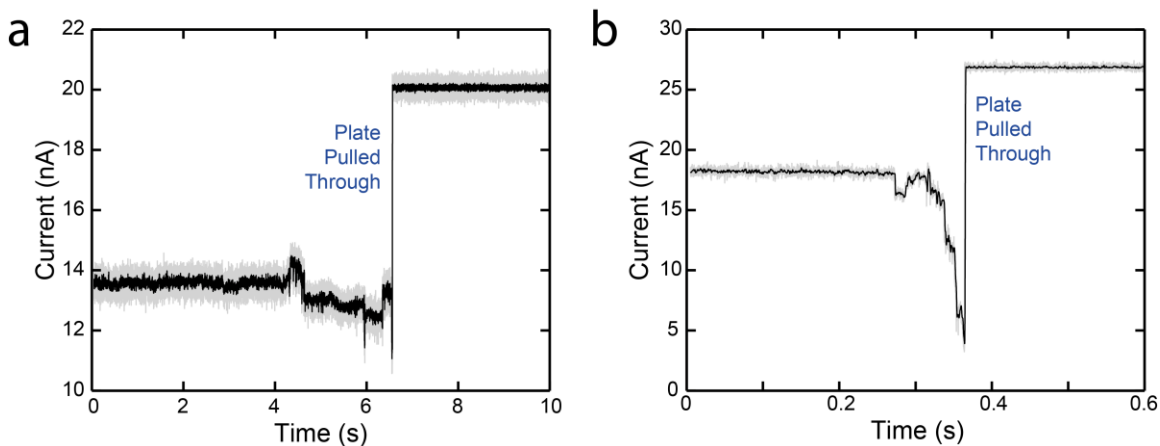 a
22
20
18
16
14
12
10
Current (nA)
Plate
Pulled
Through
0 2 4 6 8 10
Time (s)
b
30
25
20
15
10
5
0
Current (nA)
Plate
Pulled
Through
0 0.2 0.4 0.6
Time (s)